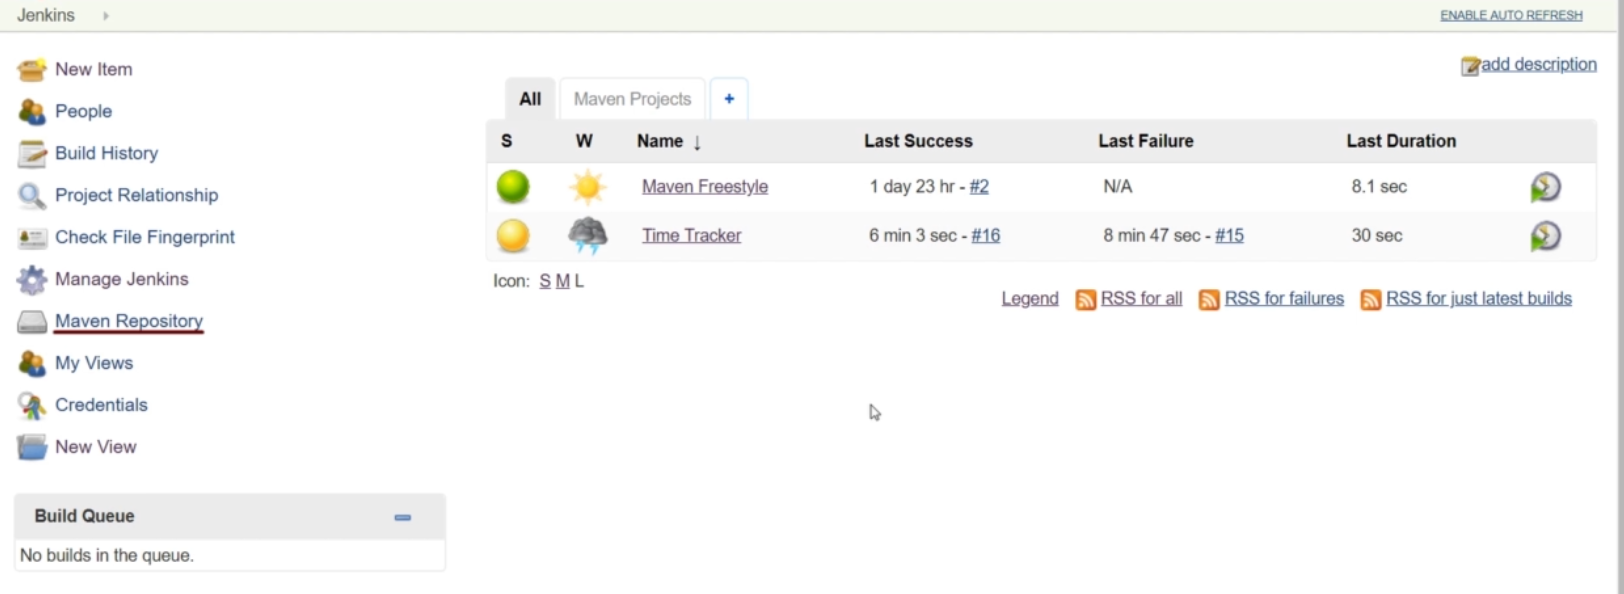 Jenkins
ENABLE AUTO REFRESH
New Item
People
Build History
Project Relationship
Check File Fingerprint
Manage Jenkins
Maven Repository
My Views
Credentials
New View
Build Queue
No builds in the queue.
add description
All Maven Projects +
S W Name ↓ Last Success Last Failure Last Duration
Maven Freestyle 1 day 23 hr - #2 N/A 8.1 sec
Time Tracker 6 min 3 sec - #16 8 min 47 sec - #15 30 sec
Icon: S M L
Legend RSS for all RSS for failures RSS for just latest builds